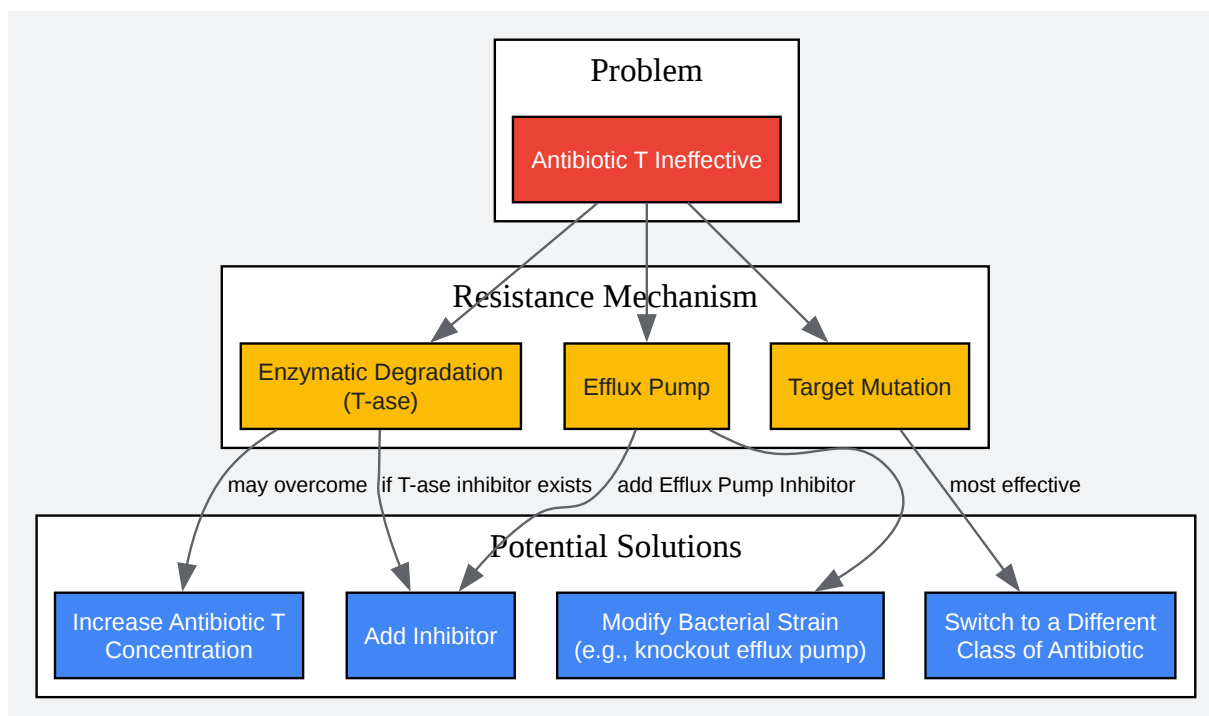 Problem
Antibiotic T Ineffective
Resistance Mechanism
Enzymatic Degradation
(T-ase)
Efflux Pump
Target Mutation
may overcome
if T-ase inhibitor exists
add Efflux Pump Inhibitor
most effective
Potential Solutions
Increase Antibiotic T
Concentration
Add Inhibitor
Modify Bacterial Strain
(e.g., knockout efflux pump)
Switch to a Different
Class of Antibiotic